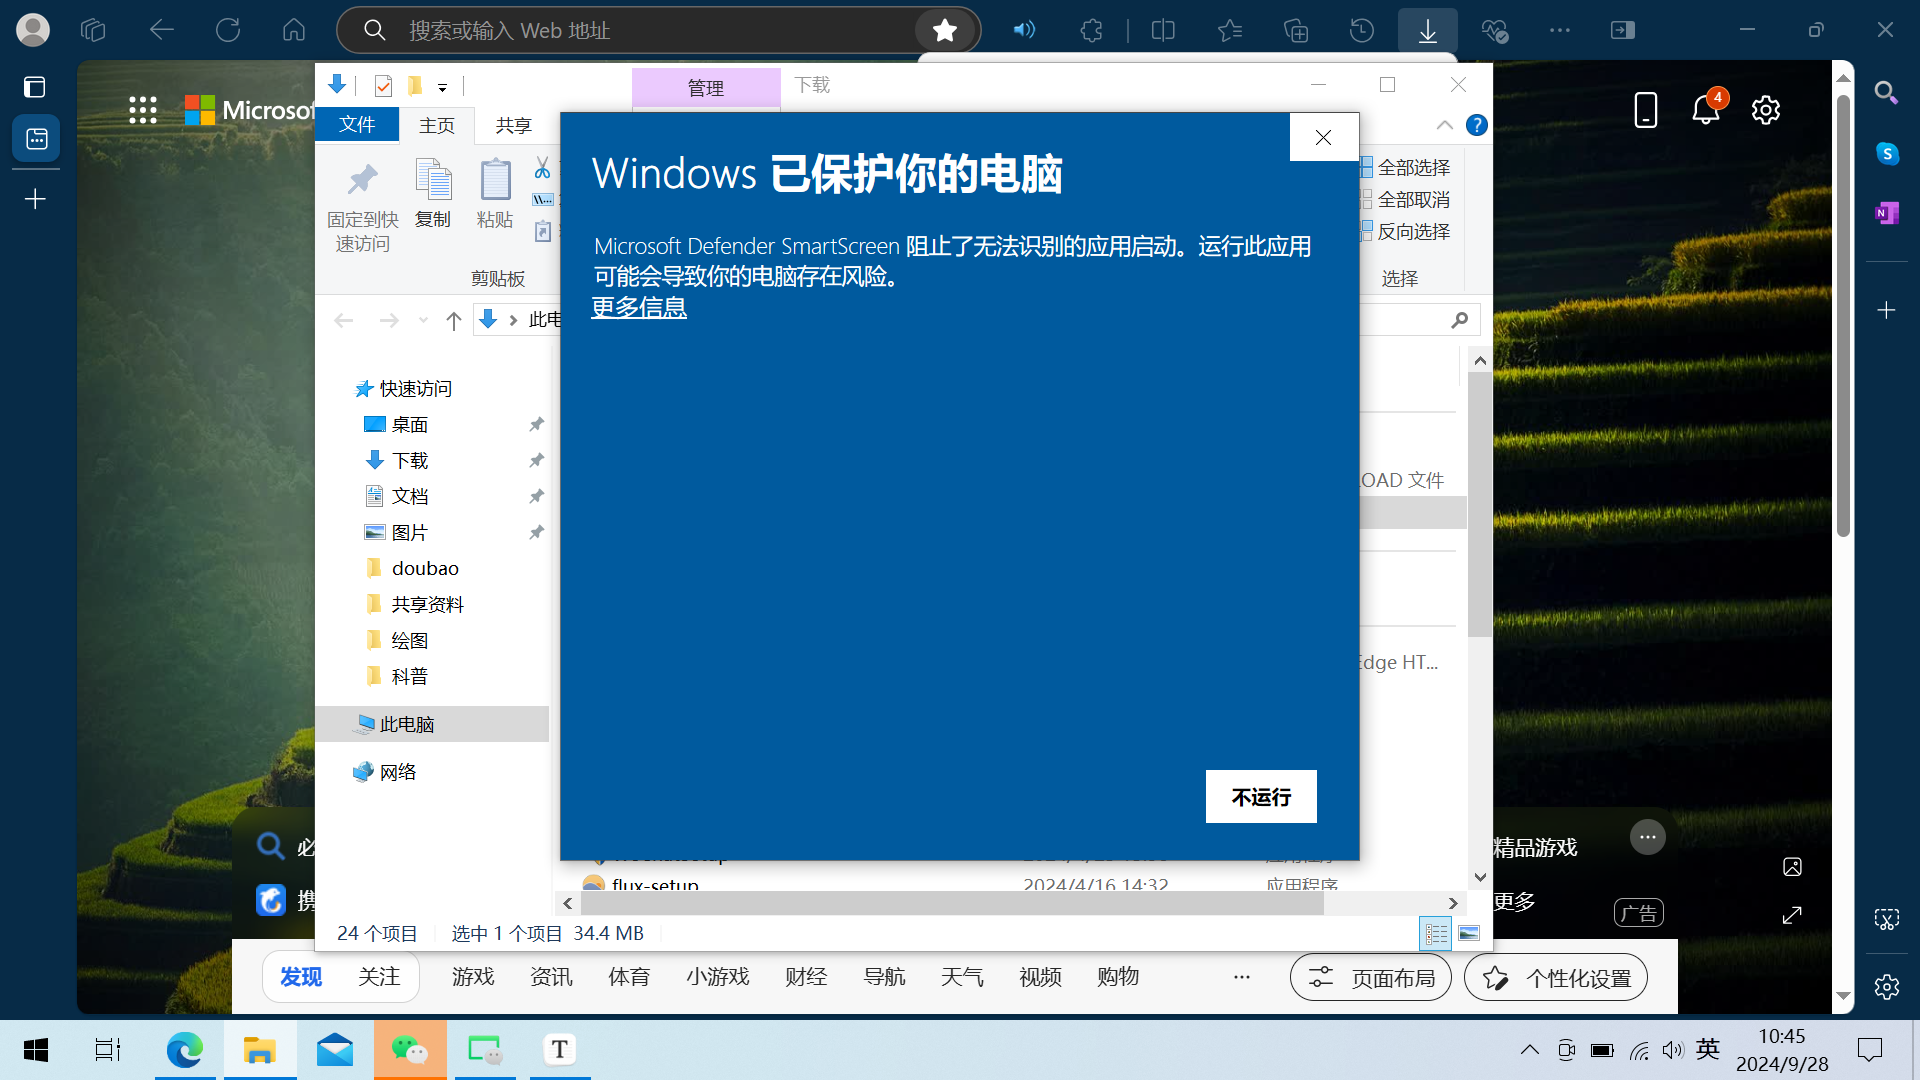 搜索或输入 Web 地址
管理
下载
文件
主页
共享
Microsof
4
固定到快
速访问
复制
粘贴
剪贴板
全部选择
全部取消
反向选择
选择
Windows 已保护你的电脑
Microsoft Defender SmartScreen 阻止了无法识别的应用启动。运行此应用
可能会导致你的电脑存在风险。
更多信息
不运行
此电
快速访问
桌面
下载
文档
图片
doubao
共享资料
绘图
科普
此电脑
网络
OAD 文件
Edge HT...
flux-setup
2024/4/16 14:32
应用程序
24 个项目
选中 1 个项目 34.4 MB
必
携
精品游戏
更多
广告
发现
关注
游戏
资讯
体育
小游戏
财经
导航
天气
视频
购物
页面布局
个性化设置
英
10:45
2024/9/28